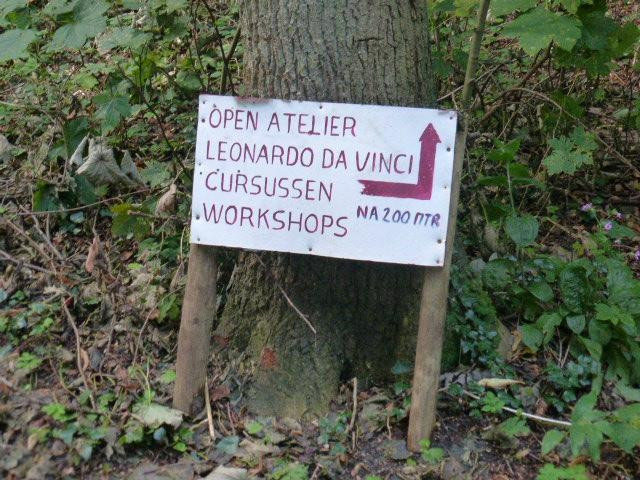 OPEN ATELIER
LEONARDO DA VINCI
CURSUSSEN
WORKSHOPS
NA 200 MTR